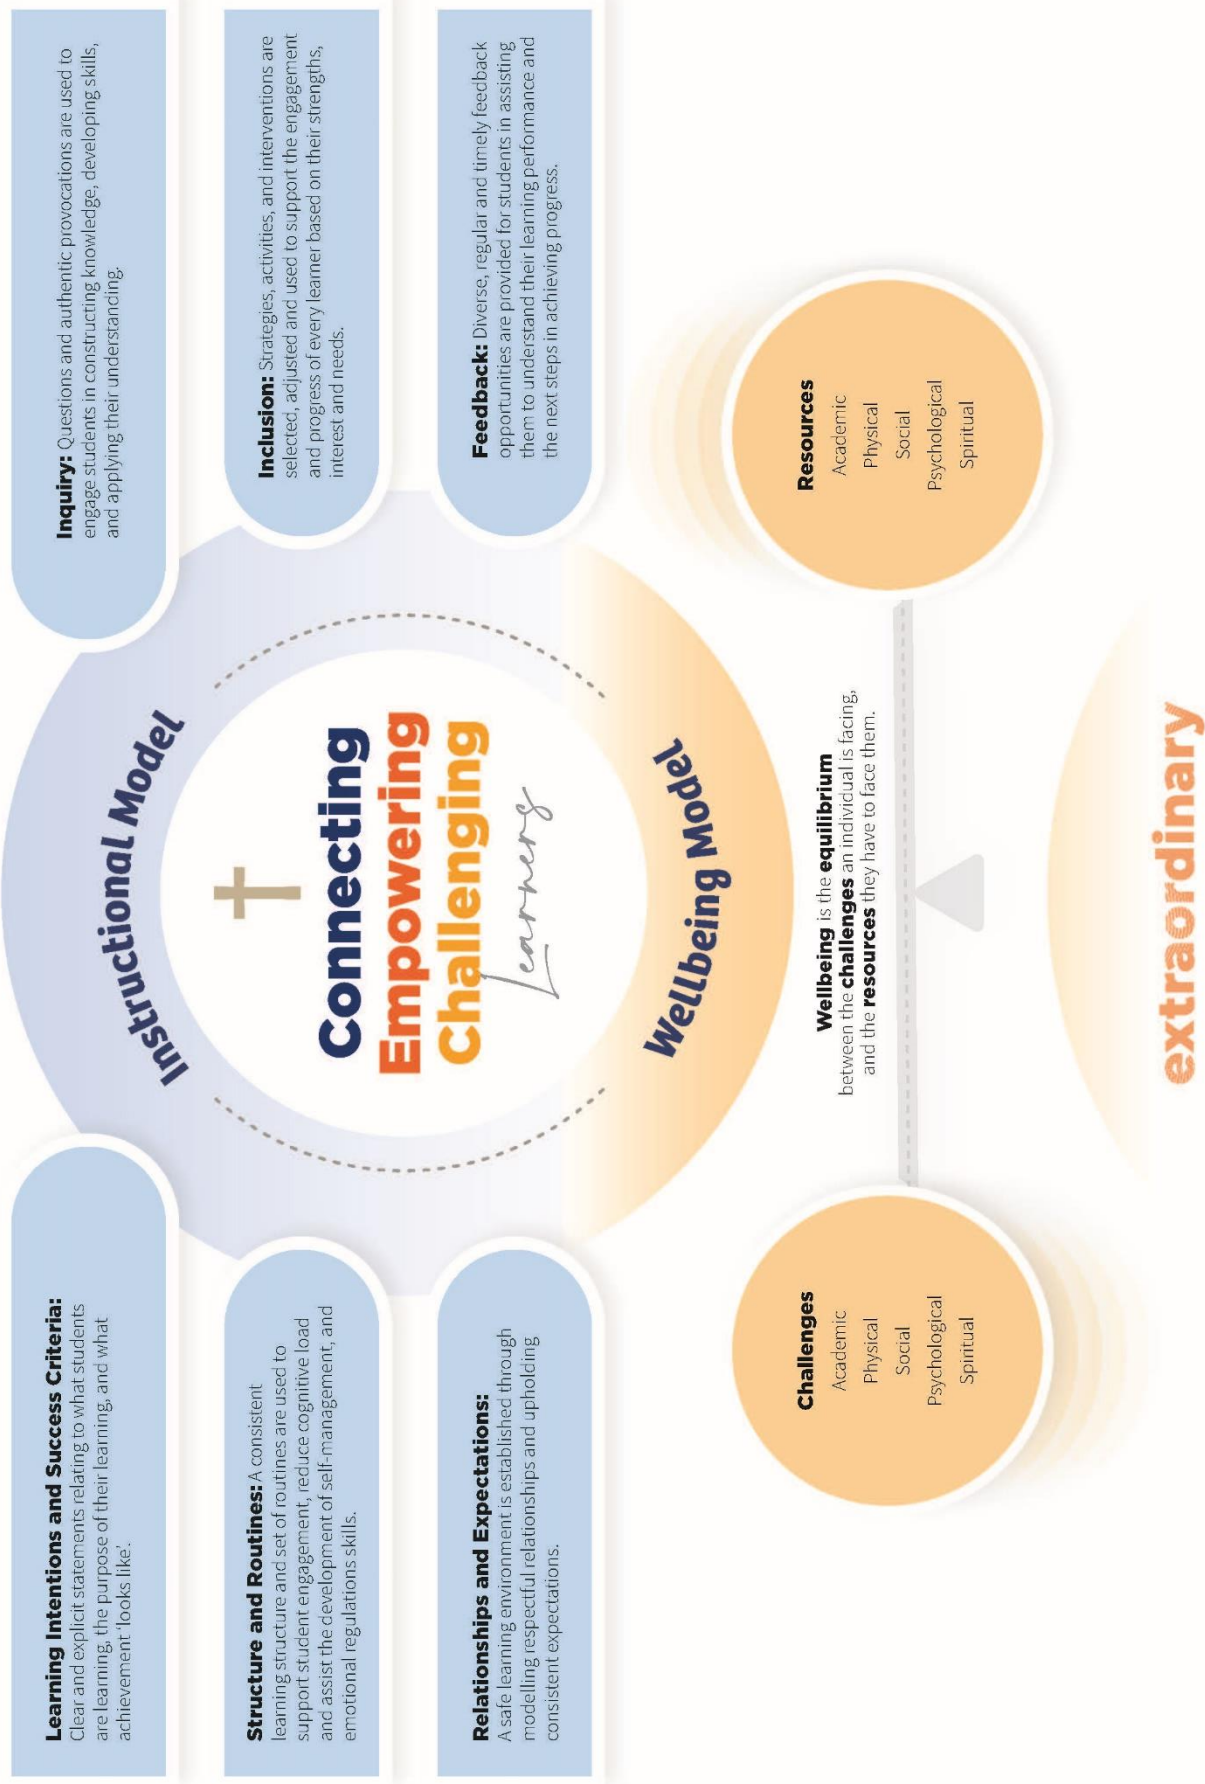 Learning Intentions and Success Criteria:
Clear and explicit statements relating to what students
are learning, the purpose of their learning, and what
achievement ‘looks like’.
Structure and Routines: A consistent
learning structure and set of routines are used to
support student engagement, reduce cognitive load
and assist the development of self-management, and
emotional regulations skills.
Relationships and Expectations:
A safe learning environment is established through
modelling respectful relationships and upholding
consistent expectations.
Instructional Model
Connecting
Empowering
Challenging
Learners
Wellbeing Model
Inquiry: Questions and authentic provocations are used to
engage students in constructing knowledge, developing skills,
and applying their understanding.
Inclusion: Strategies, activities, and interventions are
selected, adjusted and used to support the engagement
and progress of every learner based on their strengths,
interest and needs.
Feedback: Diverse, regular and timely feedback
opportunities are provided for students in assisting
them to understand their learning performance and
the next steps in achieving progress.
Challenges
Academic
Physical
Social
Psychological
Spiritual
Wellbeing is the equilibrium
between the challenges an individual is facing,
and the resources they have to face them.
Resources
Academic
Physical
Social
Psychological
Spiritual
extraordinary